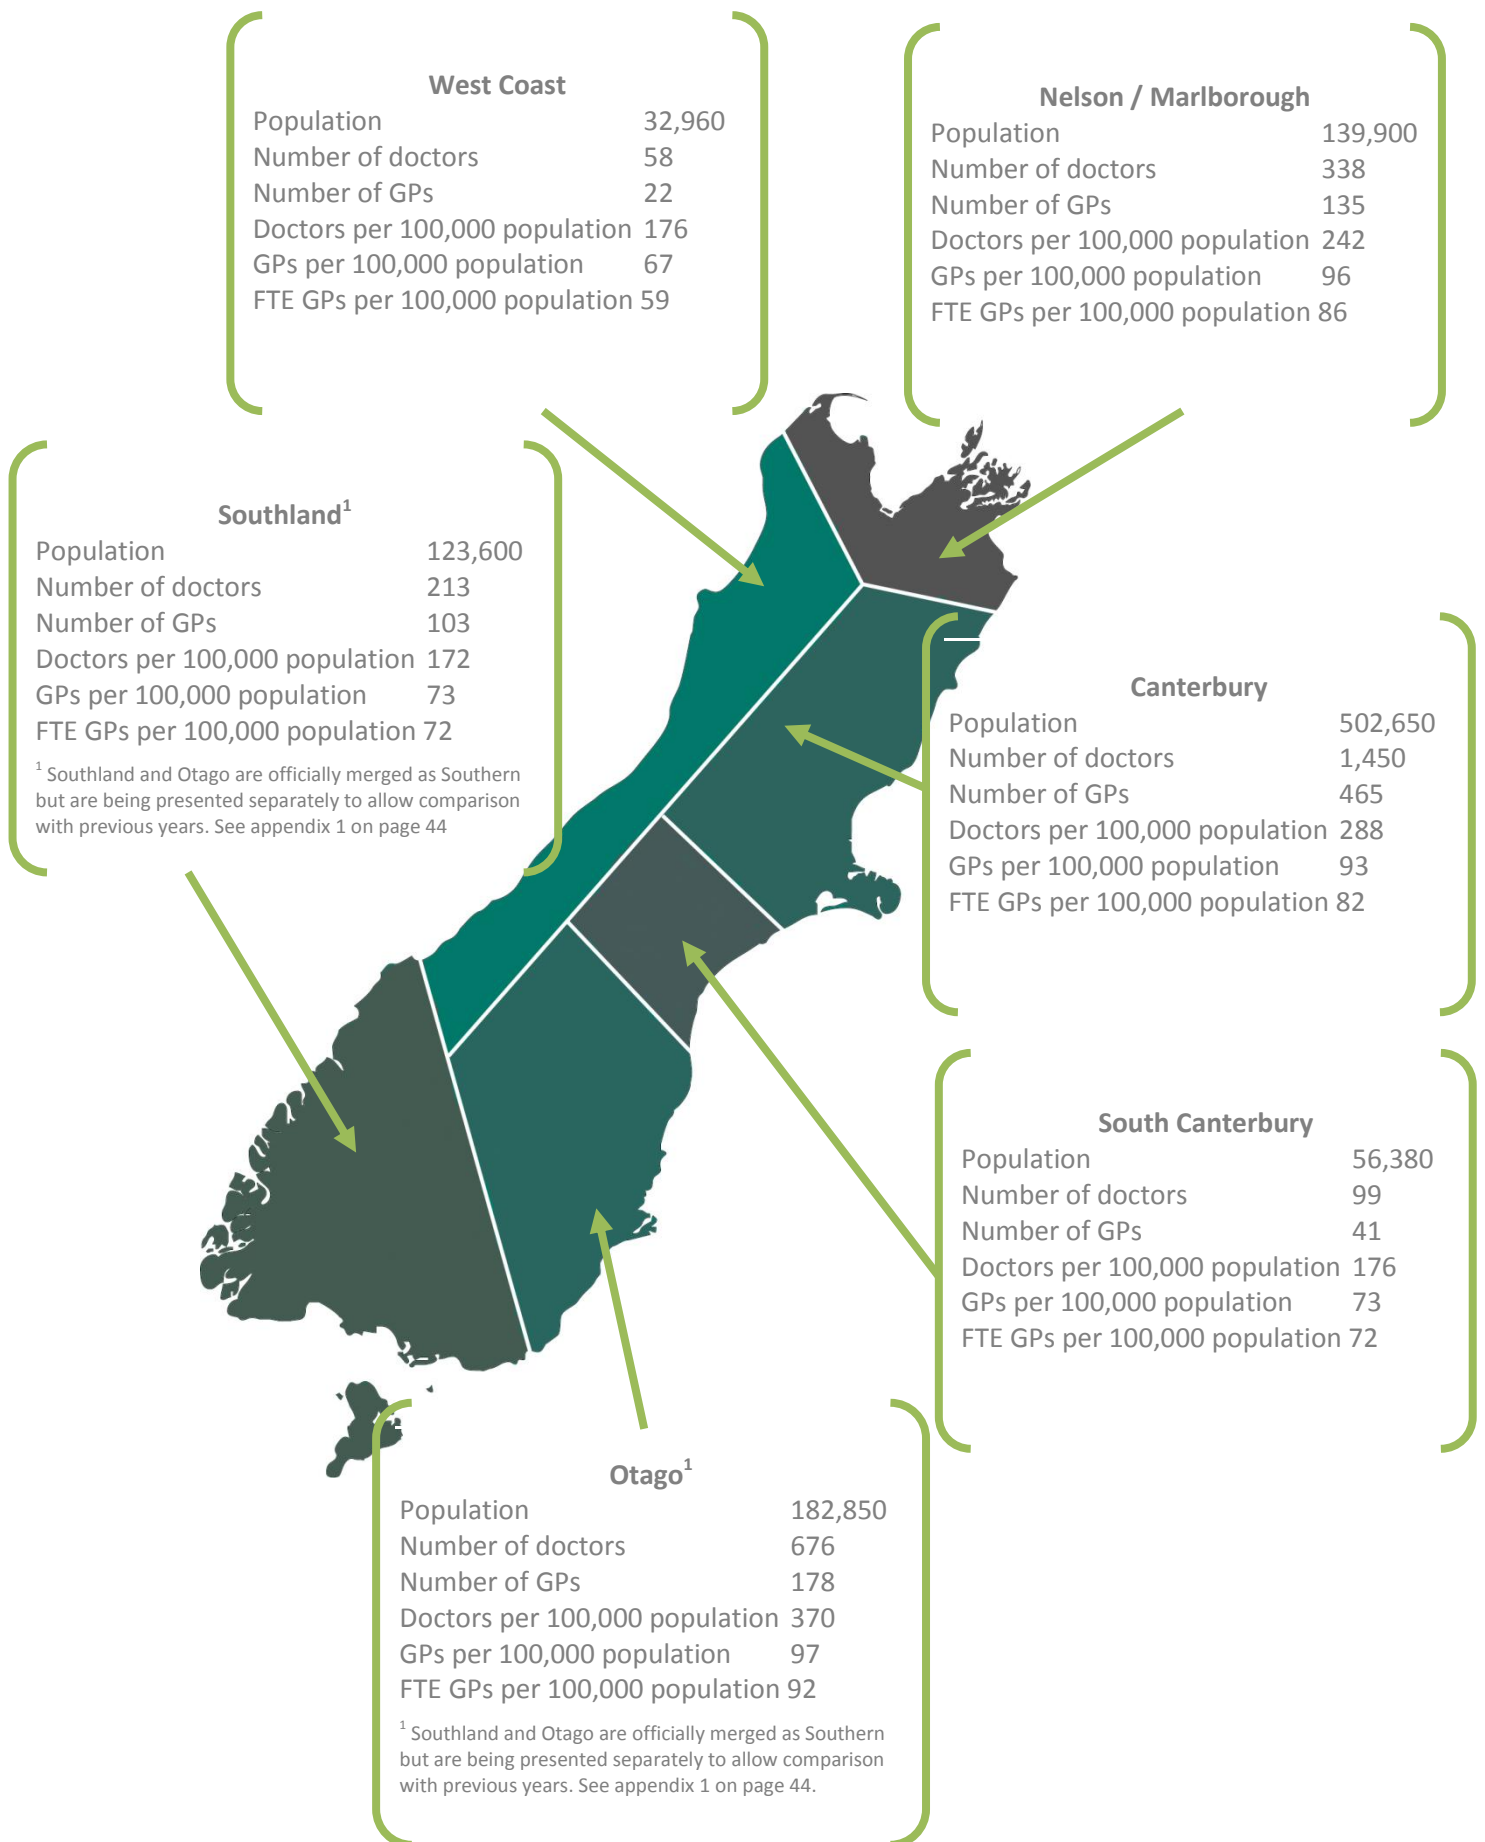 West Coast
Population 32,960
Number of doctors 58
Number of GPs 22
Doctors per 100,000 population 176
GPs per 100,000 population 67
FTE GPs per 100,000 population 59
Nelson / Marlborough
Population 139,900
Number of doctors 338
Number of GPs 135
Doctors per 100,000 population 242
GPs per 100,000 population 96
FTE GPs per 100,000 population 86
Southland¹
Population 123,600
Number of doctors 213
Number of GPs 103
Doctors per 100,000 population 172
GPs per 100,000 population 73
FTE GPs per 100,000 population 72
¹ Southland and Otago are officially merged as Southern
but are being presented separately to allow comparison
with previous years. See appendix 1 on page 44
Canterbury
Population 502,650
Number of doctors 1,450
Number of GPs 465
Doctors per 100,000 population 288
GPs per 100,000 population 93
FTE GPs per 100,000 population 82
South Canterbury
Population 56,380
Number of doctors 99
Number of GPs 41
Doctors per 100,000 population 176
GPs per 100,000 population 73
FTE GPs per 100,000 population 72
Otago¹
Population 182,850
Number of doctors 676
Number of GPs 178
Doctors per 100,000 population 370
GPs per 100,000 population 97
FTE GPs per 100,000 population 92
¹ Southland and Otago are officially merged as Southern
but are being presented separately to allow comparison
with previous years. See appendix 1 on page 44.